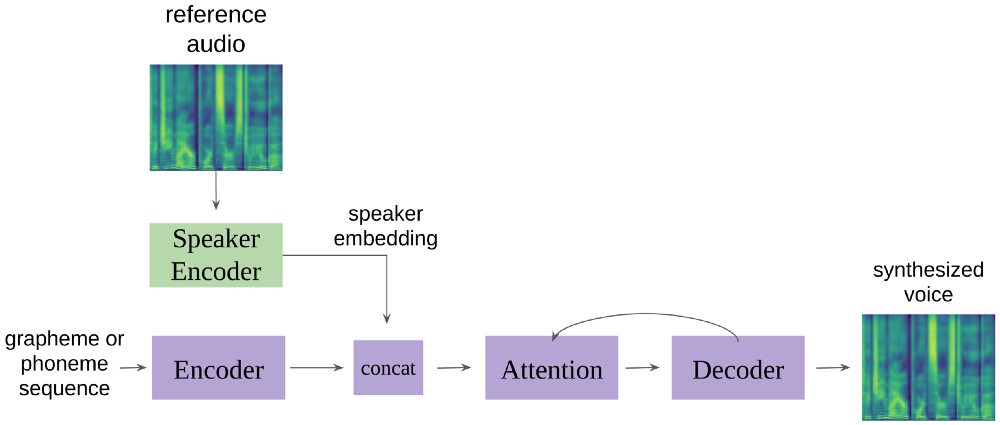 reference
audio
Speaker
Encoder
speaker
embedding
grapheme or
phoneme
sequence
Encoder
concat
Attention
Decoder
synthesized
voice